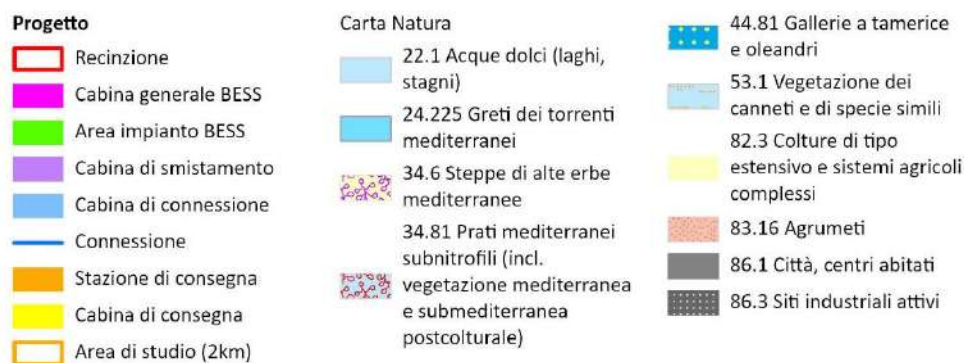 Progetto
Recinzione
Cabina generale BESS
Area impianto BESS
Cabina di smistamento
Cabina di connessione
Connessione
Stazione di consegna
Cabina di consegna
Area di studio (2km)
Carta Natura
22.1 Acque dolci (laghi,
stagni)
24.225 Greti dei torrenti
mediterranei
34.6 Steppe di alte erbe
mediterranee
34.81 Prati mediterranei
subnitrofili (incl.
vegetazione mediterranea
e submediterranea
postcolturale)
44.81 Gallerie a tamerice
e oleandri
53.1 Vegetazione dei
canneti e di specie simili
82.3 Colture di tipo
estensivo e sistemi agricoli
complessi
83.16 Agrumeti
86.1 Città, centri abitati
86.3 Siti industriali attivi